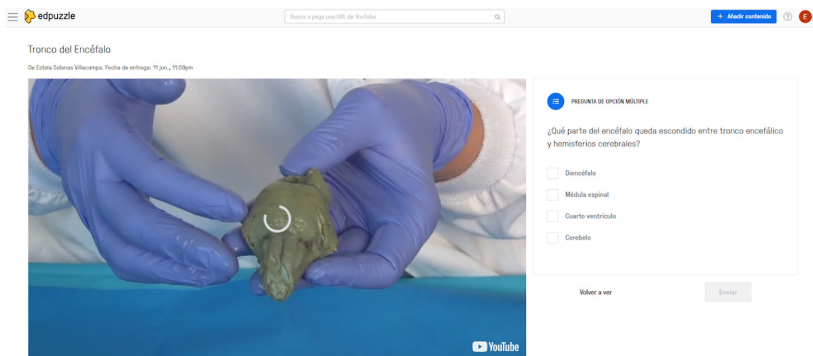 edpuzzle
Busca o pega una URL de YouTube
+ Añadir contenido
?
E
Tronco del Encéfalo
De Estela Solanas Villacampa. Fecha de entrega: 11 jun., 11:59pm
PREGUNTA DE OPCIÓN MÚLTIPLE
¿Qué parte del encéfalo queda escondido entre tronco encefálico
y hemisferios cerebrales?
Diencéfalo
Médula espinal
Cuarto ventrículo
Cerebelo
Volver a ver
Enviar
YouTube